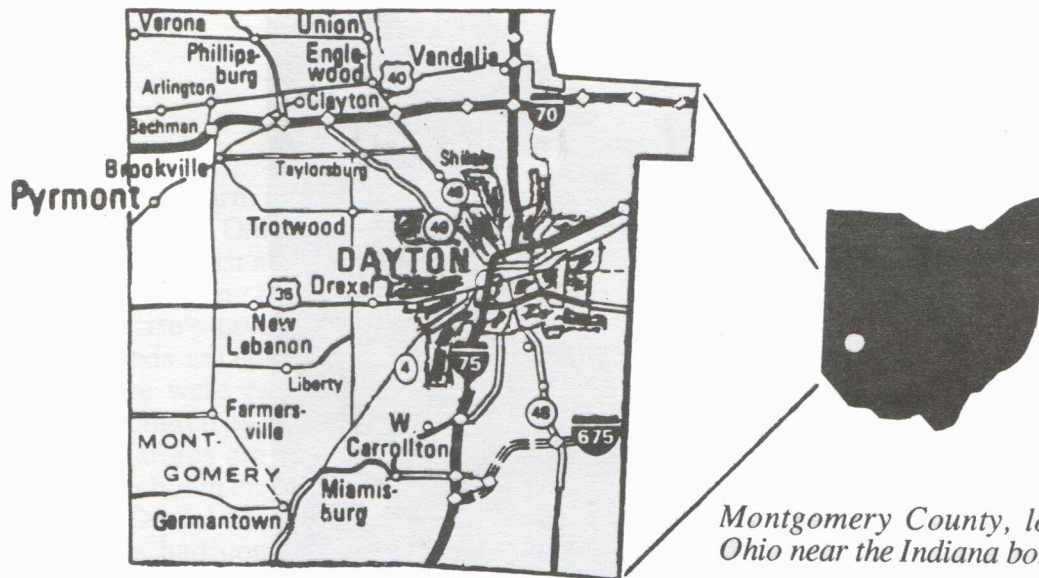 Verona
Union
Phillips-
burg
Engle-
wood
Vandalia
40
Arlington
Clayton
Bachman
70
Brookville
Taylorsburg
Pyrmont
48
Trotwood
49
DAYTON
35
Drexel
New
Lebanon
Liberty
4
75
48
675
Farmers-
ville
W.
Carrollton
MONT-
GOMERY
Miamis-
burg
Germantown
Montgomery County, lo
Ohio near the Indiana bo